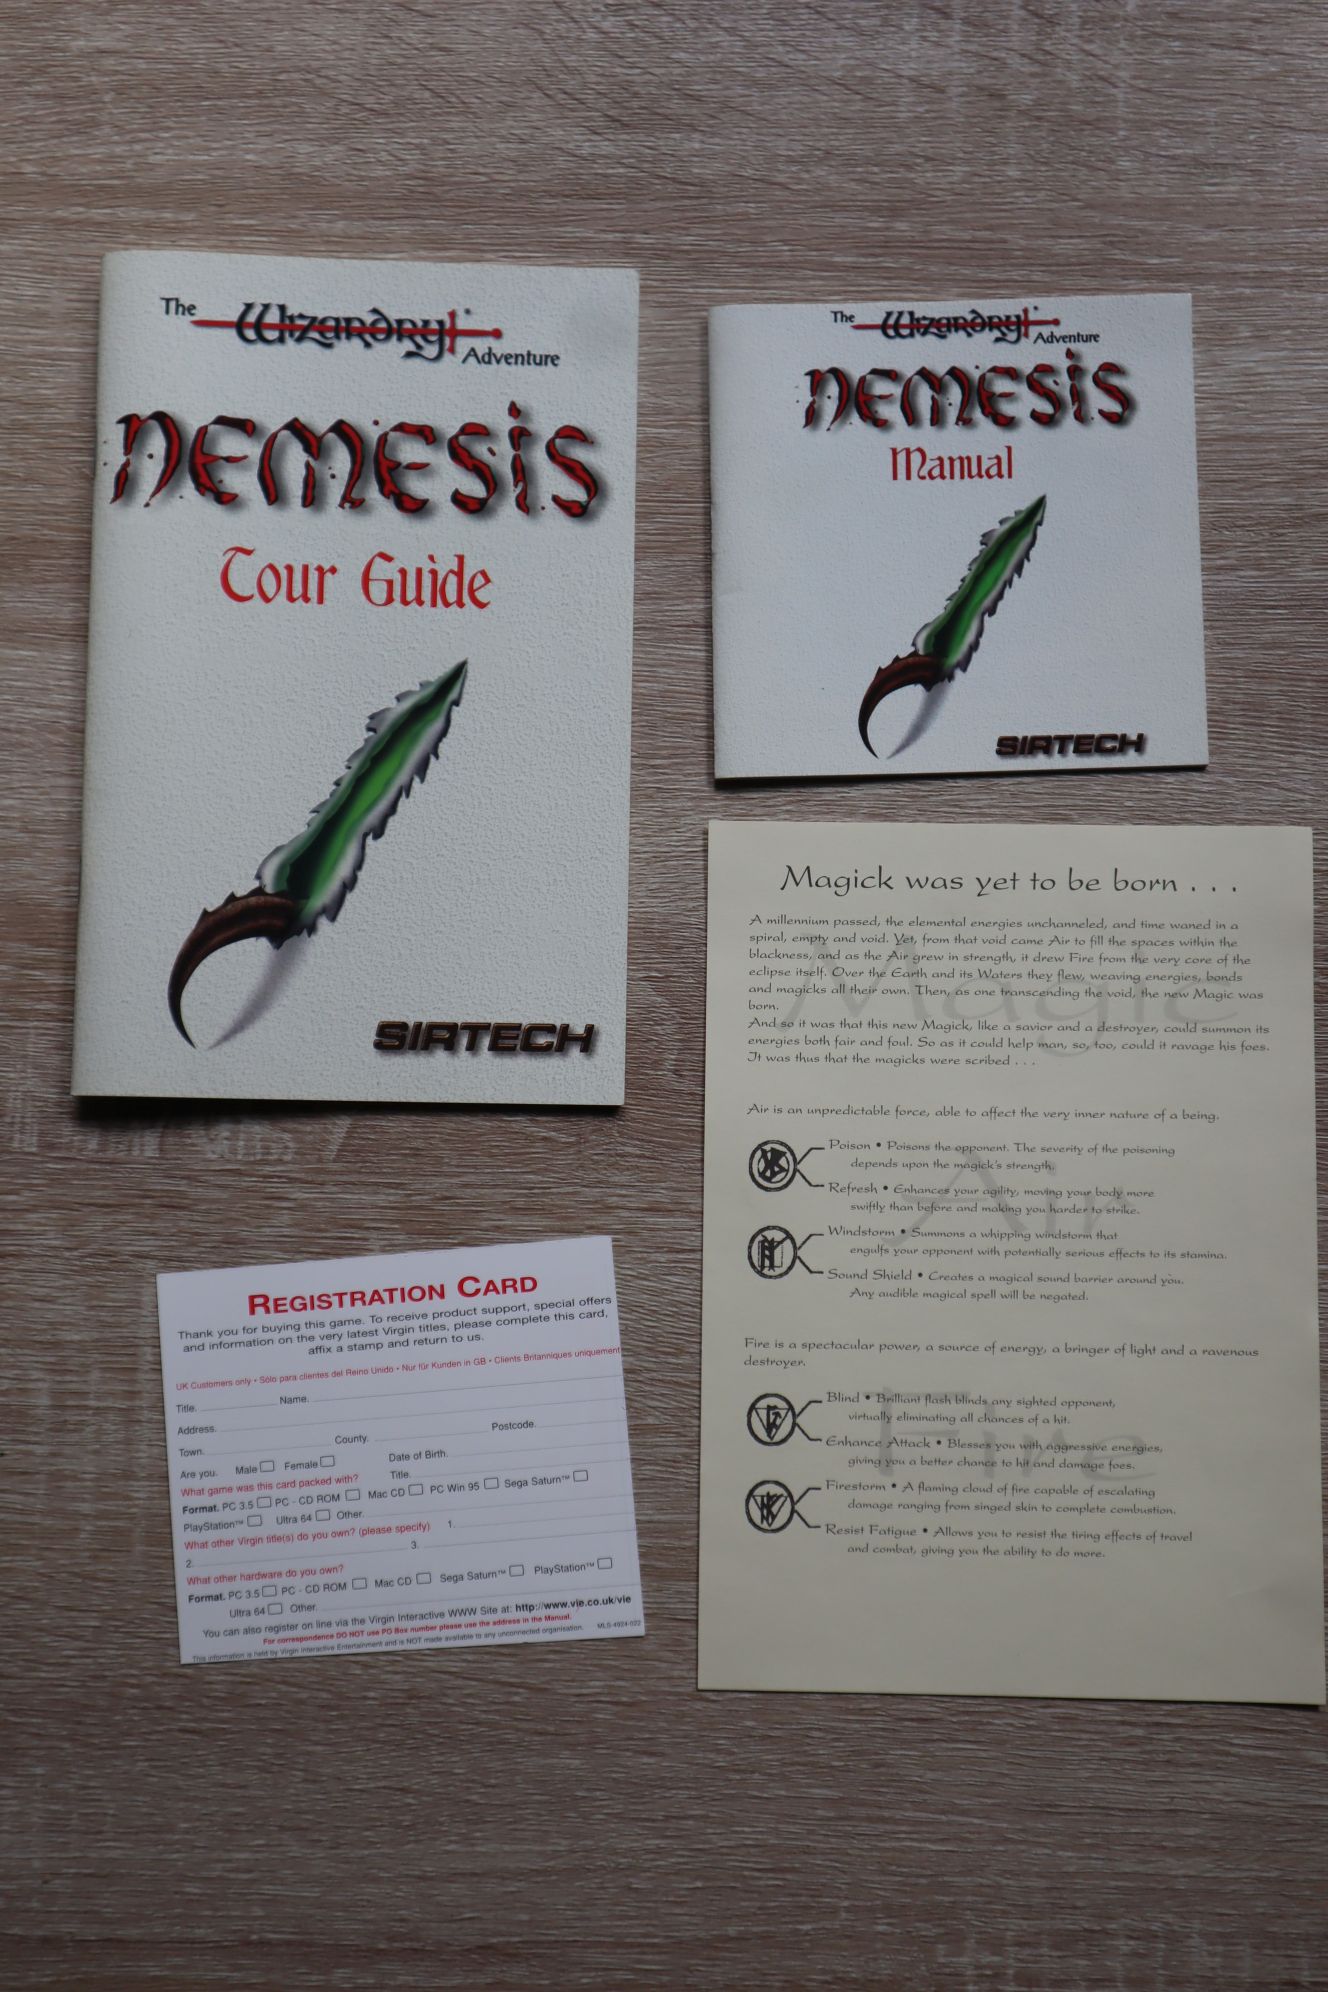 The Wizardry Adventure
NEMESIS
Tour Guide
SIRTECH
The Wizardry Adventure
NEMESIS
Manual
SIRTECH
Magick was yet to be born . . .
A millennium passed, the elemental energies unchanneled, and time waned in a
spiral, empty and void. Yet, from that void came Air to fill the spaces within the
blackness, and as the Air grew in strength, it drew Fire from the very core of the
eclipse itself. Over the Earth and its Waters they flew, weaving energies, bonds
and magicks all their own. Then, as one transcending the void, the new Magic was
born.
And so it was that this new Magick, like a savior and a destroyer, could summon its
energies both fair and foul. So as it could help man, so, too, could it ravage his foes.
It was thus that the magicks were scribed . . .
Magic
Air is an unpredictable force, able to affect the very inner nature of a being.
Air
Poison • Poisons the opponent. The severity of the poisoning
depends upon the magick's strength.
Refresh • Enhances your agility, moving your body more
swiftly than before and making you harder to strike.
Windstorm • Summons a whipping windstorm that
engulfs your opponent with potentially serious effects to its stamina.
Sound Shield • Creates a magical sound barrier around you.
Any audible magical spell will be negated.
Fire is a spectacular power, a source of energy, a bringer of light and a ravenous
destroyer.
Fire
Blind • Brilliant flash blinds any sighted opponent,
virtually eliminating all chances of a hit.
Enhance Attack • Blesses you with aggressive energies,
giving you a better chance to hit and damage foes.
Firestorm • A flaming cloud of fire capable of escalating
damage ranging from singed skin to complete combustion.
Resist Fatigue • Allows you to resist the tiring effects of travel
and combat, giving you the ability to do more.
REGISTRATION CARD
Thank you for buying this game. To receive product support, special offers
and information on the very latest Virgin titles, please complete this card,
affix a stamp and return to us.
UK Customers only • Sólo para clientes del Reino Unido • Nur für Kunden in GB • Clients Britanniques uniquement
Title. Name.
Address.
Town. County. Postcode.
Are you. Male Female Date of Birth.
What game was this card packed with? Title.
Format. PC 3.5 PC - CD ROM Mac CD PC Win 95 Sega Saturn™
PlayStation™ Ultra 64 Other.
What other Virgin title(s) do you own? (please specify) 1.
2. 3.
What other hardware do you own?
Format. PC 3.5 PC - CD ROM Mac CD Sega Saturn™ PlayStation™
Ultra 64 Other.
You can also register on line via the Virgin Interactive WWW Site at: http://www.vie.co.uk/vie
For correspondence DO NOT use PO Box number please use the address in the Manual.
This information is held by Virgin Interactive Entertainment and is NOT made available to any unconnected organisation. MLS-4924-022